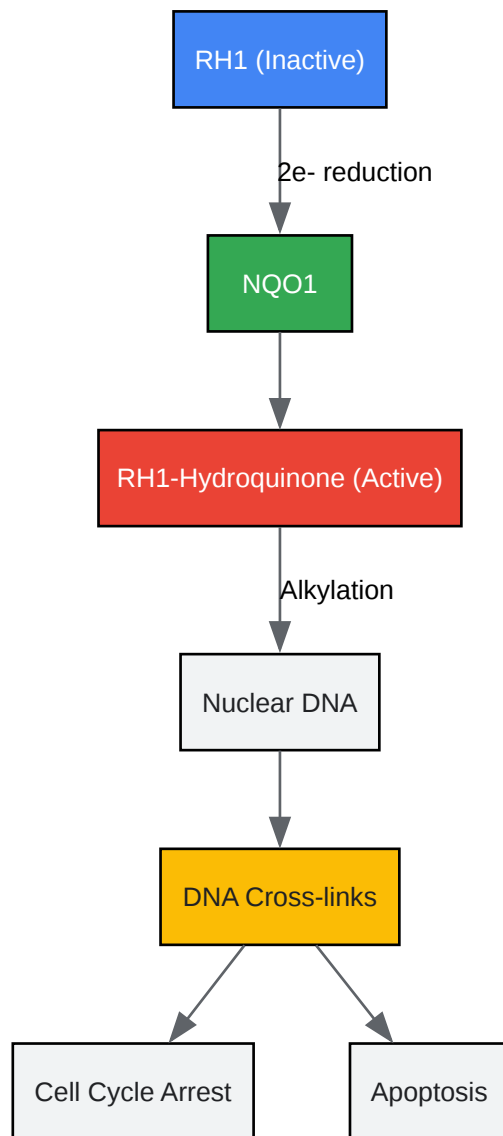 RH1 (Inactive)
2e- reduction
NQO1
RH1-Hydroquinone (Active)
Alkylation
Nuclear DNA
DNA Cross-links
Cell Cycle Arrest
Apoptosis